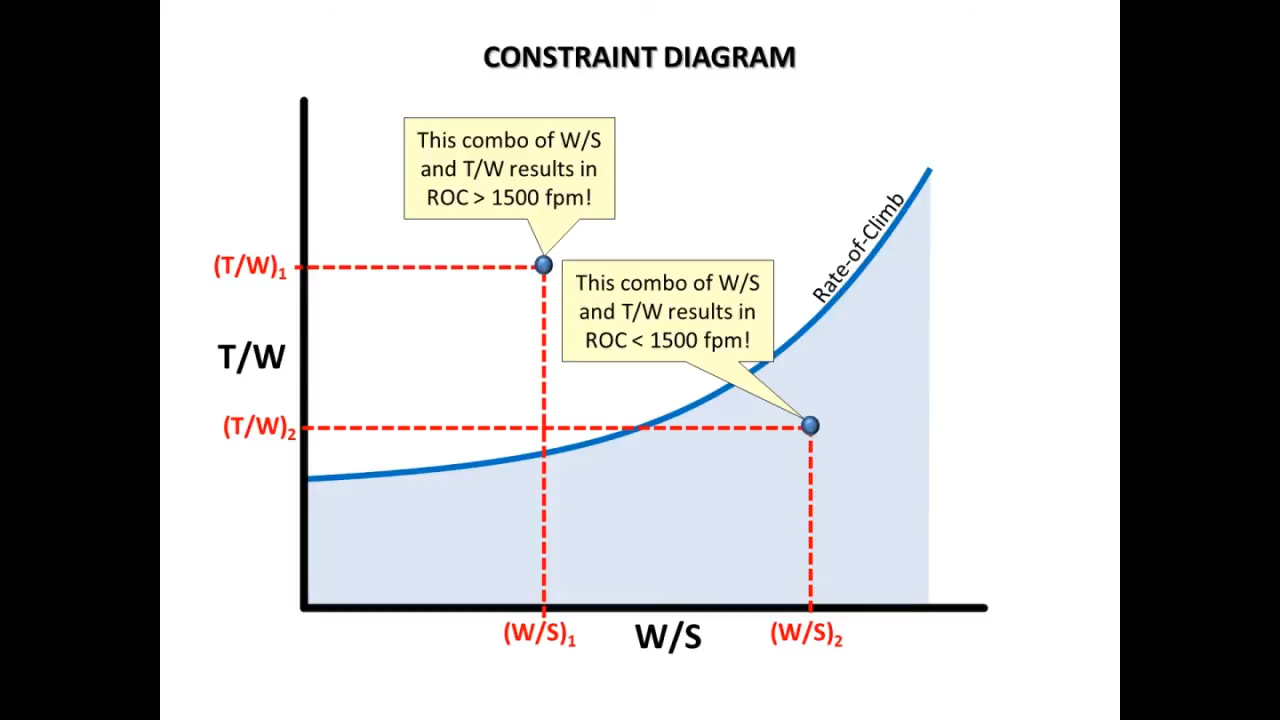 CONSTRAINT DIAGRAM
This combo of W/S
and T/W results in
ROC > 1500 fpm!
(T/W)₁
This combo of W/S
and T/W results in
ROC < 1500 fpm!
Rate-of-Climb
T/W
(T/W)₂
(W/S)₁
W/S
(W/S)₂